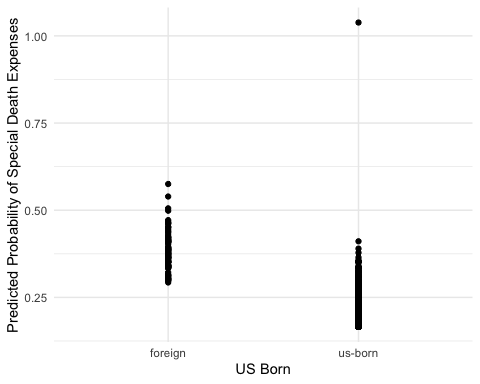 Predicted Probability of Special Death Expenses
1.00
0.75
0.50
0.25
foreign us-born
US Born